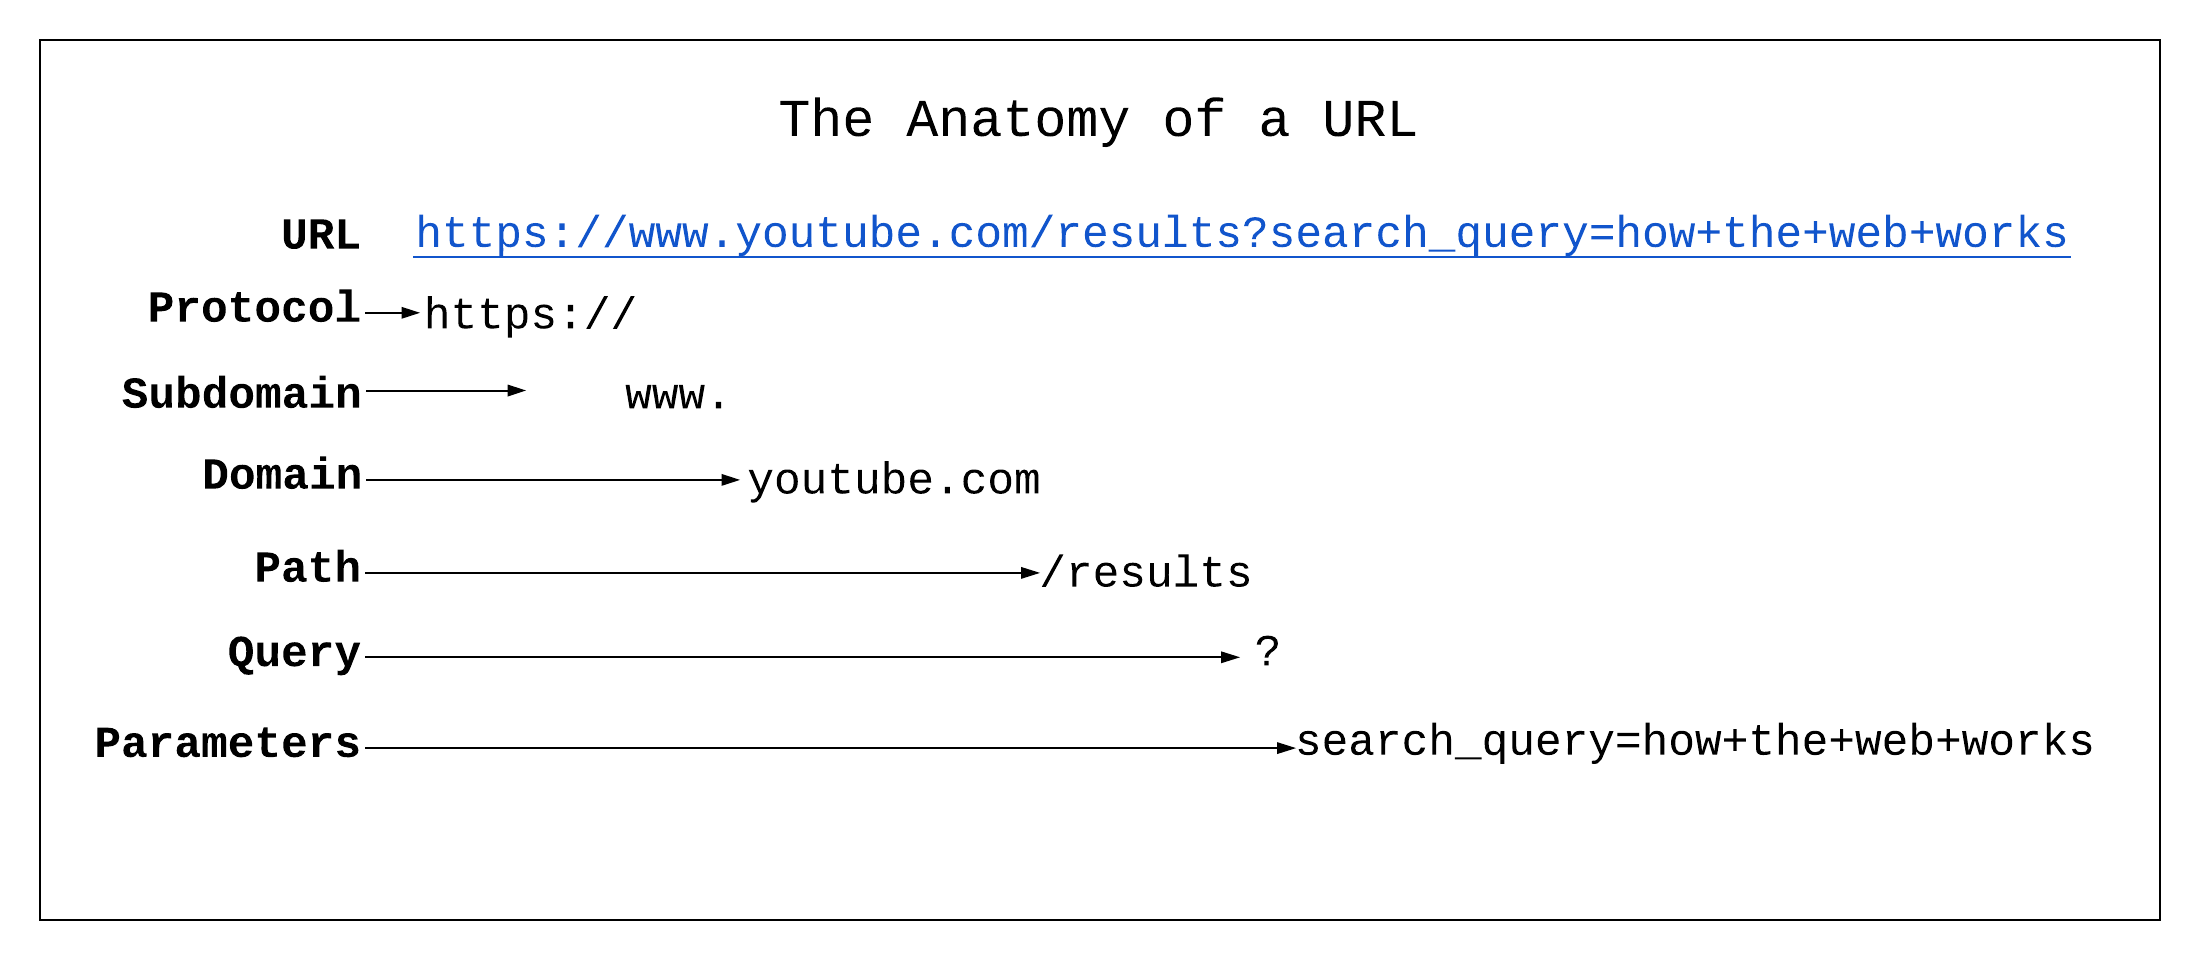 The Anatomy of a URL
URL https://www.youtube.com/results?search_query=how+the+web+works
Protocol https://
Subdomain www.
Domain youtube.com
Path /results
Query ?
Parameters search_query=how+the+web+works